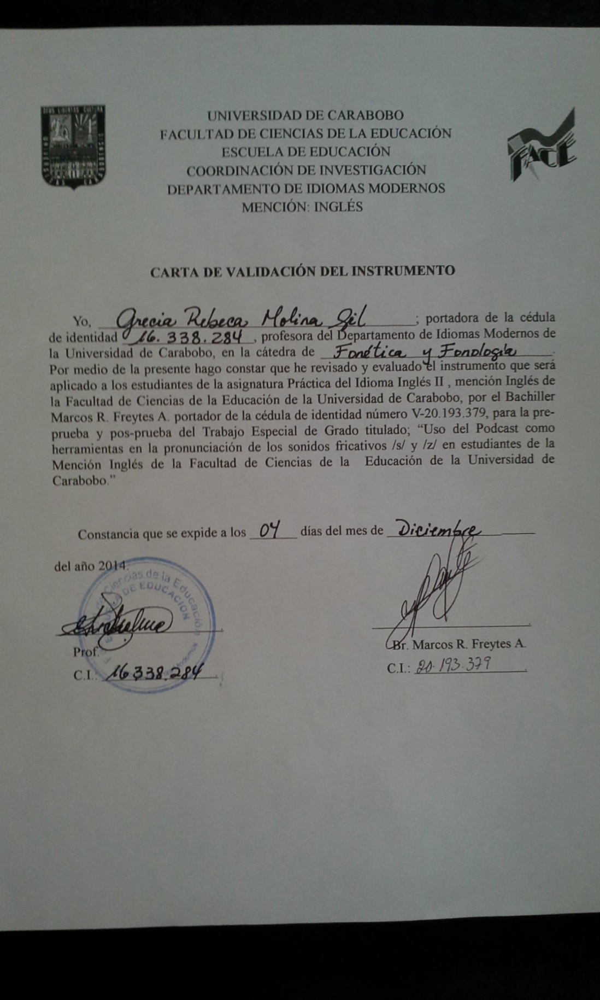 DEUS LIBERTAS CULTURA
UNIVERSIDAD DE CARABOBO
FACULTAD DE CIENCIAS DE LA EDUCACIÓN
ESCUELA DE EDUCACIÓN
COORDINACIÓN DE INVESTIGACIÓN
DEPARTAMENTO DE IDIOMAS MODERNOS
MENCIÓN: INGLÉS
FACE
CARTA DE VALIDACIÓN DEL INSTRUMENTO
Yo, Grecia Rebeca Molina Gil ; portadora de la cédula
de identidad 16.338.284 , profesora del Departamento de Idiomas Modernos de
la Universidad de Carabobo, en la cátedra de Fonética y Fonología .
Por medio de la presente hago constar que he revisado y evaluado el instrumento que será
aplicado a los estudiantes de la asignatura Práctica del Idioma Inglés II , mención Inglés de
la Facultad de Ciencias de la Educación de la Universidad de Carabobo, por el Bachiller
Marcos R. Freytes A. portador de la cédula de identidad número V-20.193.379, para la pre-
prueba y pos-prueba del Trabajo Especial de Grado titulado; “Uso del Podcast como
herramientas en la pronunciación de los sonidos fricativos /s/ y /z/ en estudiantes de la
Mención Inglés de la Facultad de Ciencias de la Educación de la Universidad de
Carabobo.”
Constancia que se expide a los 04 días del mes de Diciembre
del año 2014.
Ciencias de la Educación
DE EDUCACION
Modernos
Prof.
C.I.: 16338.284
Br. Marcos R. Freytes A.
C.I.: 20.193.379